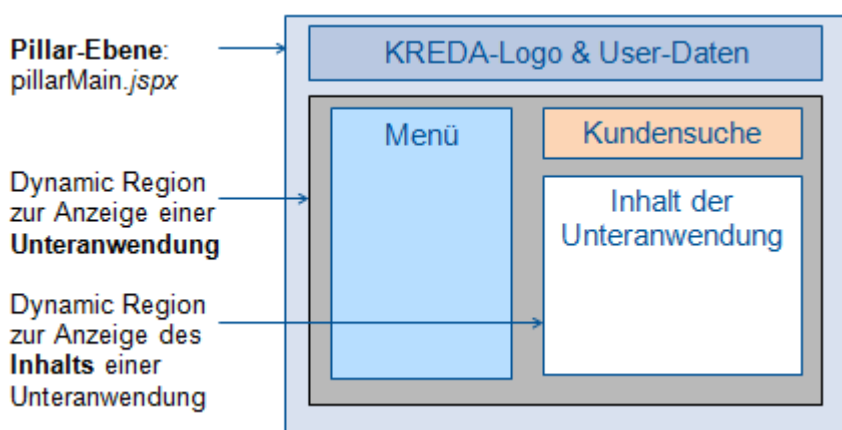 Pillar-Ebene:
pillarMain.jspx
KREDA-Logo & User-Daten
Menü
Kundensuche
Dynamic Region
zur Anzeige einer
Unteranwendung
Inhalt der
Unteranwendung
Dynamic Region
zur Anzeige des
Inhalts einer
Unteranwendung